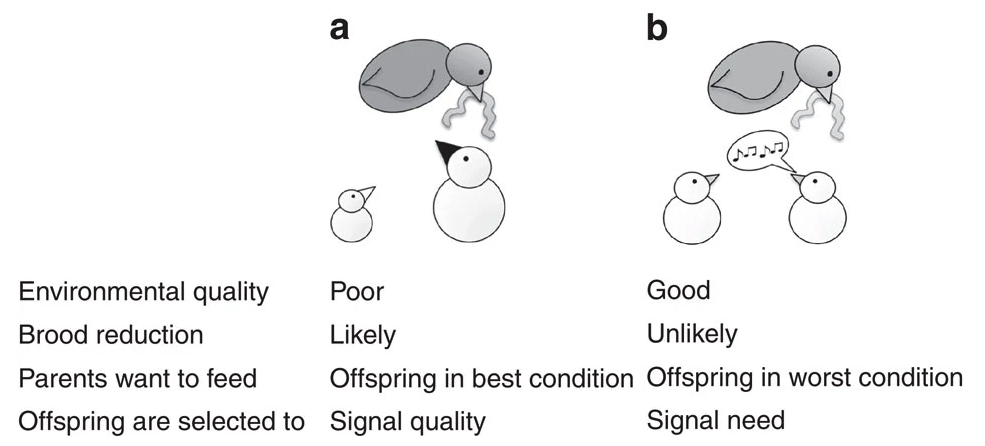 a b
Environmental quality Poor Good
Brood reduction Likely Unlikely
Parents want to feed Offspring in best condition Offspring in worst condition
Offspring are selected to Signal quality Signal need